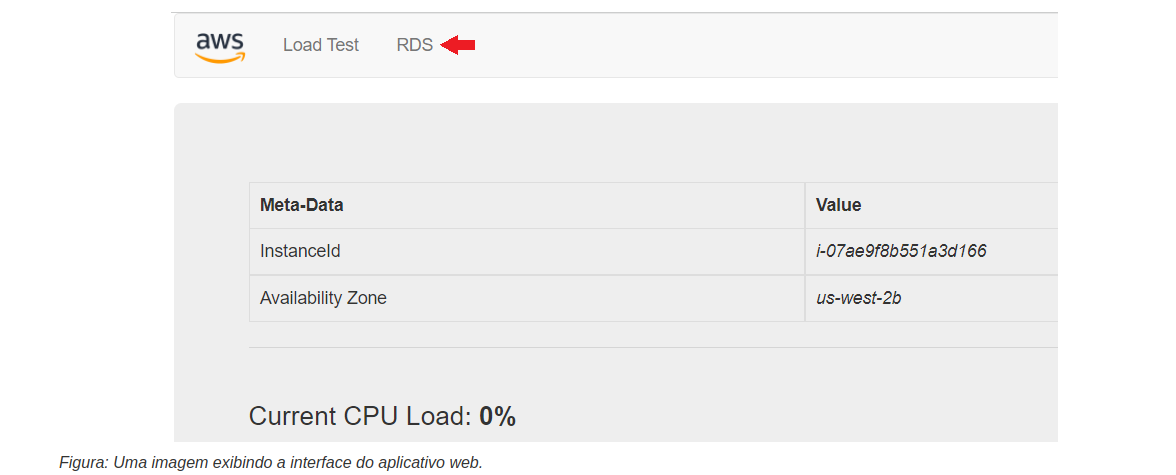 aws Load Test RDS
Meta-Data Value
InstanceId i-07ae9f8b551a3d166
Availability Zone us-west-2b
Current CPU Load: 0%
Figura: Uma imagem exibindo a interface do aplicativo web.